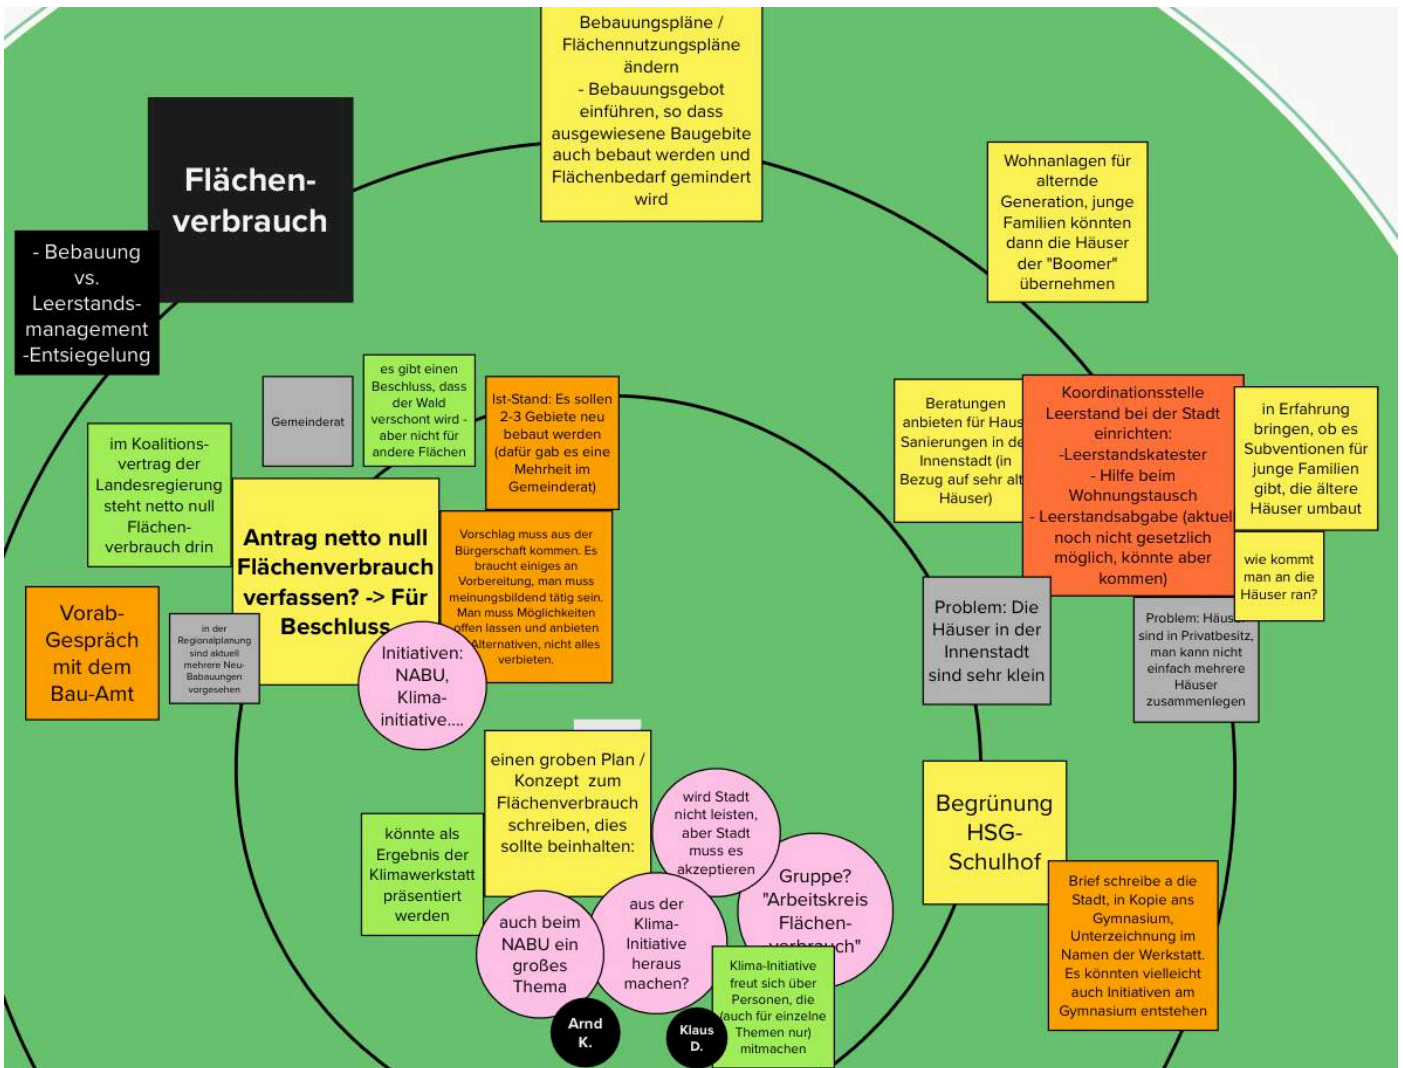 Bebauungspläne /
Flächennutzungspläne
ändern
- Bebauungsgebot
einführen, so dass
ausgewiesene Baugebite
auch bebaut werden und
Flächenbedarf gemindert
wird
Flächen-
verbrauch
- Bebauung
vs.
Leerstands-
management
-Entsiegelung
Wohnanlagen für
alternde
Generation, junge
Familien könnten
dann die Häuser
der "Boomer"
übernehmen
Gemeinderat
es gibt einen
Beschluss, dass
der Wald
verschont wird -
aber nicht für
andere Flächen
Ist-Stand: Es sollen
2-3 Gebiete neu
bebaut werden
(dafür gab es eine
Mehrheit im
Gemeinderat)
im Koalitions-
vertrag der
Landesregierung
steht netto null
Flächen-
verbrauch drin
Antrag netto null
Flächenverbrauch
verfassen? -> Für
Beschluss
Vorschlag muss aus der
Bürgerschaft kommen. Es
braucht einiges an
Vorbereitung, man muss
meinungsbildend tätig sein.
Man muss Möglichkeiten
offen lassen und anbieten
Alternativen, nicht alles
verbieten.
Vorab-
Gespräch
mit dem
Bau-Amt
in der
Regionalplanung
sind aktuell
mehrere Neu-
Babauungen
vorgesehen
Initiativen:
NABU,
Klima-
initiative....
Beratungen
anbieten für Haus
Sanierungen in de
Innenstadt (in
Bezug auf sehr alt
Häuser)
Koordinationsstelle
Leerstand bei der Stadt
einrichten:
-Leerstandskatester
- Hilfe beim
Wohnungstausch
- Leerstandsabgabe (aktuel
noch nicht gesetzlich
möglich, könnte aber
kommen)
in Erfahrung
bringen, ob es
Subventionen für
junge Familien
gibt, die ältere
Häuser umbaut
wie kommt
man an die
Häuser ran?
Problem: Die
Häuser in der
Innenstadt
sind sehr klein
Problem: Häus
sind in Privatbesitz,
man kann nicht
einfach mehrere
Häuser
zusammenlegen
einen groben Plan /
Konzept zum
Flächenverbrauch
schreiben, dies
sollte beinhalten:
könnte als
Ergebnis der
Klimawerkstatt
präsentiert
werden
wird Stadt
nicht leisten,
aber Stadt
muss es
akzeptieren
Gruppe?
"Arbeitskreis
Flächen-
verbrauch"
auch beim
NABU ein
großes
Thema
aus der
Klima-
Initiative
heraus
machen?
Klima-Initiative
freut sich über
Personen, die
(auch für einzelne
Themen nur)
mitmachen
Arnd
K.
Klaus
D.
Begrünung
HSG-
Schulhof
Brief schreibe a die
Stadt, in Kopie ans
Gymnasium,
Unterzeichnung im
Namen der Werkstatt.
Es könnten vielleicht
auch Initiativen am
Gymnasium entstehen